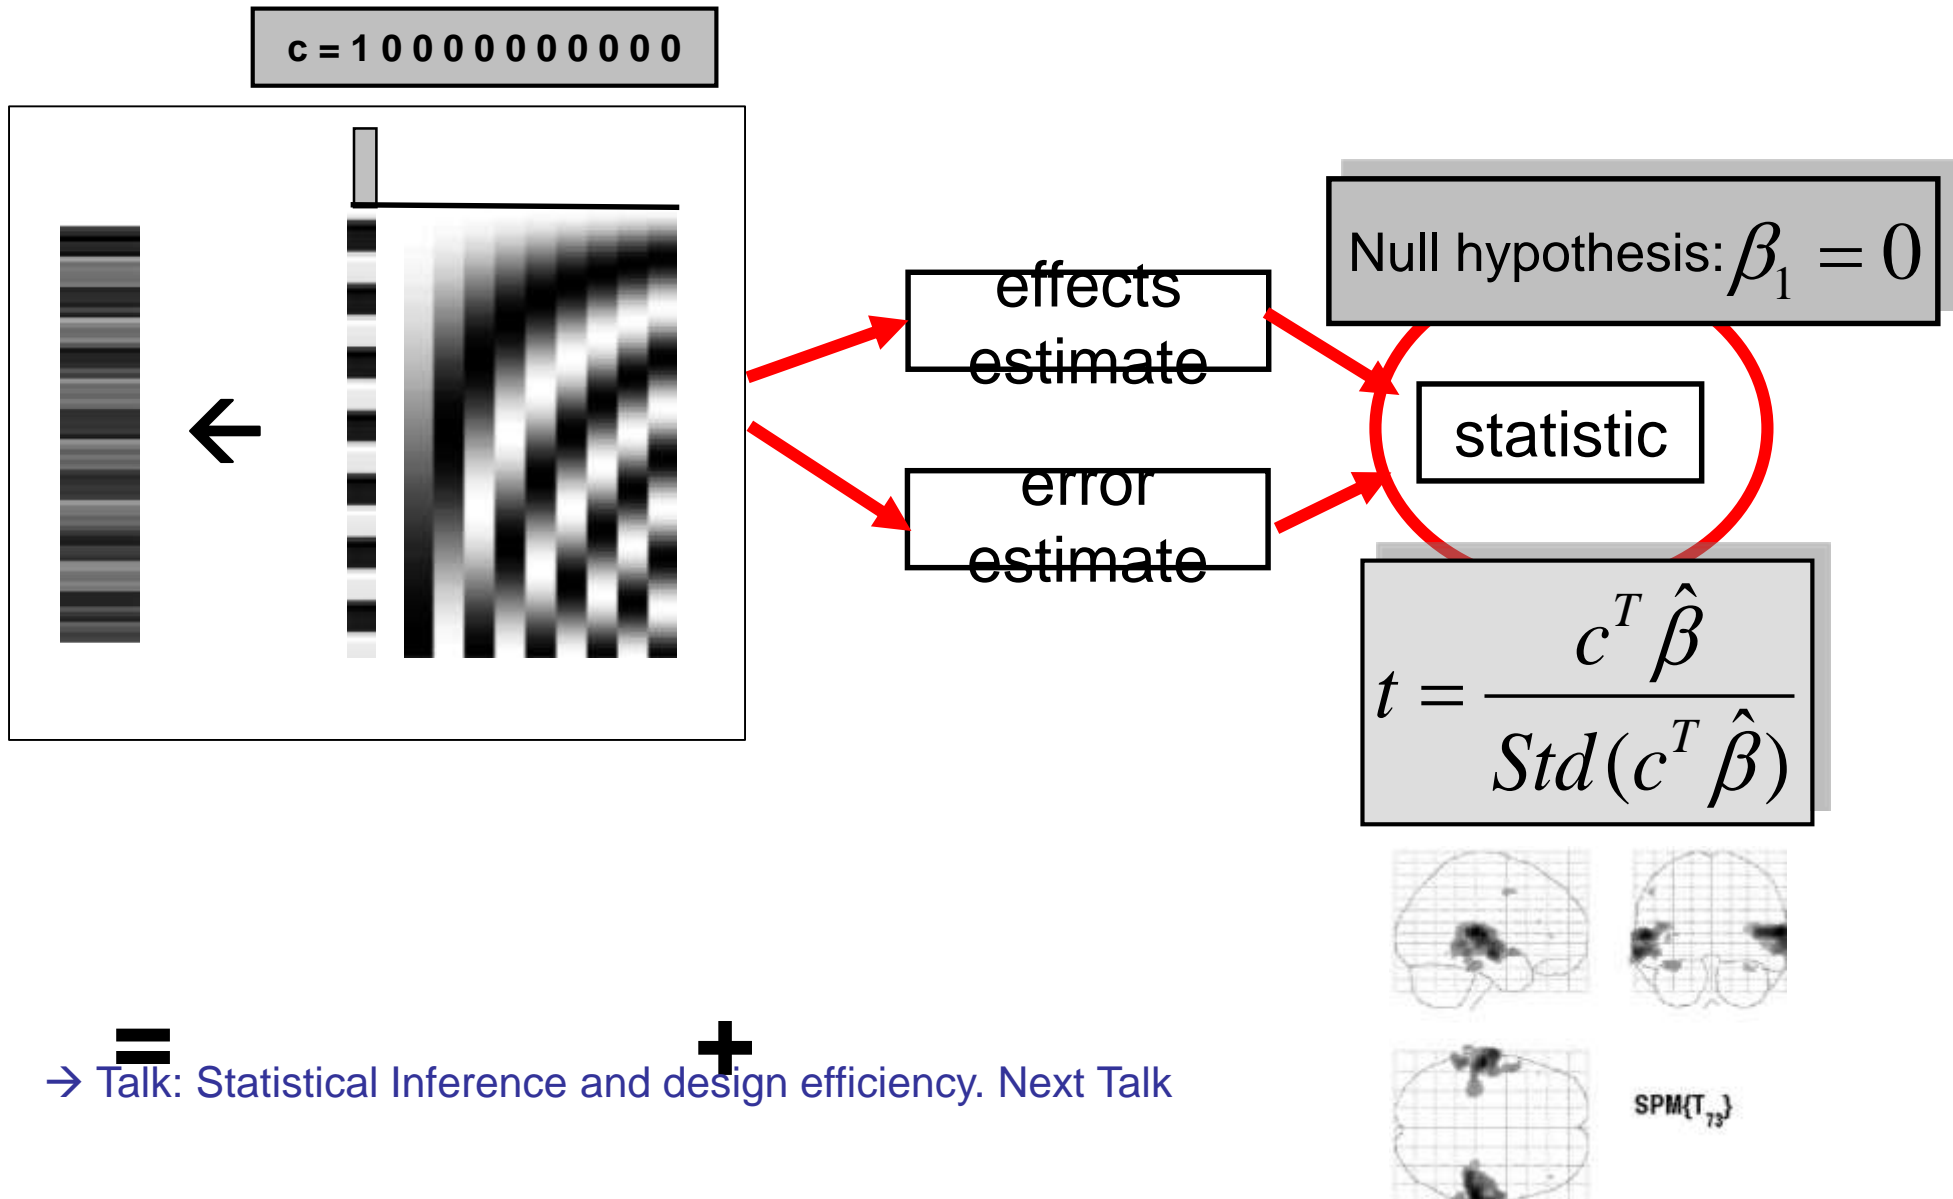 c = 1 0 0 0 0 0 0 0 0 0 0
Null hypothesis: β₁ = 0
effects
estimate
statistic
error
estimate
t = c^T β̂ / Std(c^T β̂)
= +
→ Talk: Statistical Inference and design efficiency. Next Talk
SPM{T₇₃}